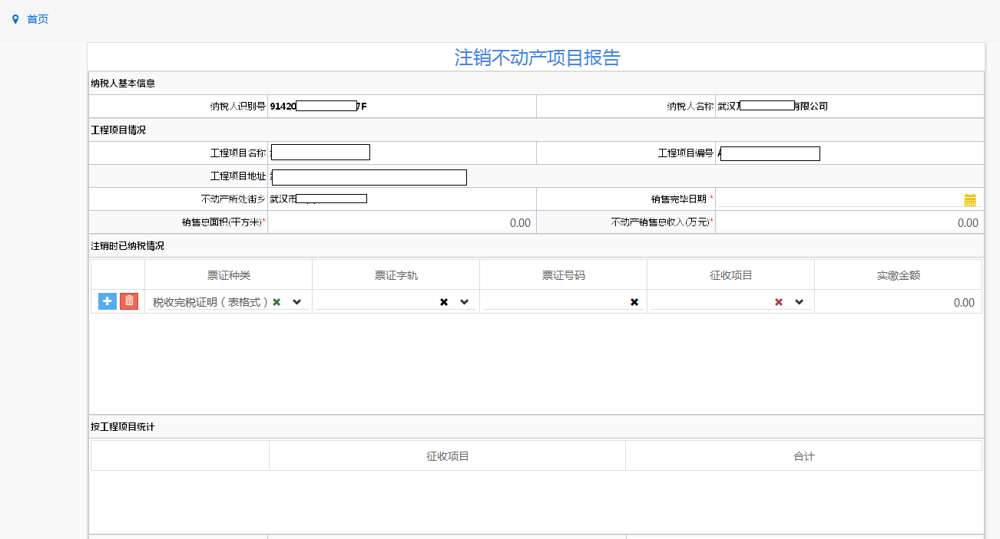 首页
注销不动产项目报告
纳税人基本信息
纳税人识别号 91420 7F 纳税人名称 武汉 有限公司
工程项目情况
工程项目名称 工程项目编号
工程项目地址
不动产所处街乡 武汉市 销售完毕日期 *
销售总面积(平方米)* 0.00 不动产销售总收入(万元)* 0.00
注销时已纳税情况
票证种类 票证字轨 票证号码 征收项目 实缴金额
税收完税证明（表格式） 0.00
按工程项目统计
征收项目 合计